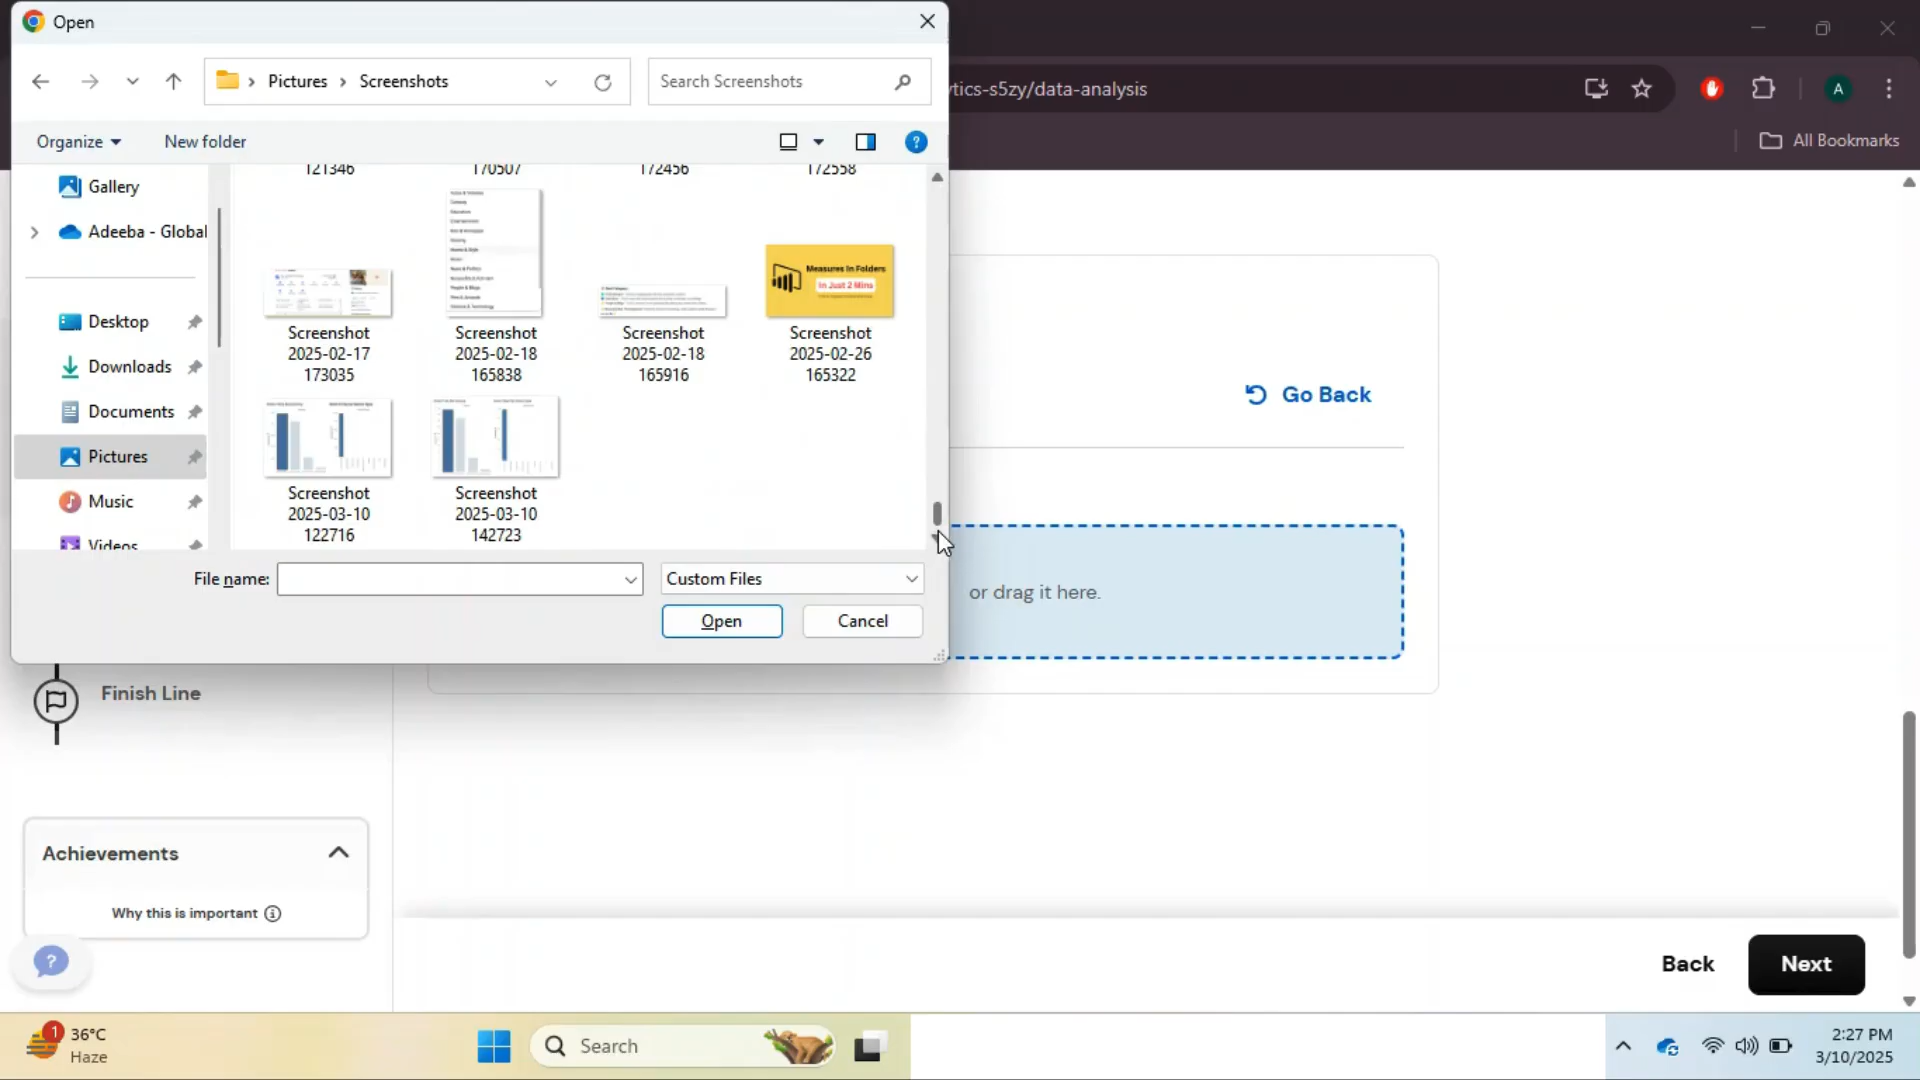 Open
Pictures
Screenshots
Search Screenshots
tics-s5zy/data-analysis
A
Organize
New folder
?
All Bookmarks
121346
170507
172456
172558
Gallery
Adeeba - Global
Desktop
Downloads
Documents
Pictures
Music
Videos
Measures In Folders
In Just 2 Mins
Screenshot
2025-02-17
173035
Screenshot
2025-02-18
165838
Screenshot
2025-02-18
165916
Screenshot
2025-02-26
165322
Screenshot
2025-03-10
122716
Screenshot
2025-03-10
142723
Go Back
File name:
Custom Files
or drag it here.
Open
Cancel
Finish Line
Achievements
Why this is important
?
Back
Next
1
36°C
Haze
Search
2:27 PM
3/10/2025